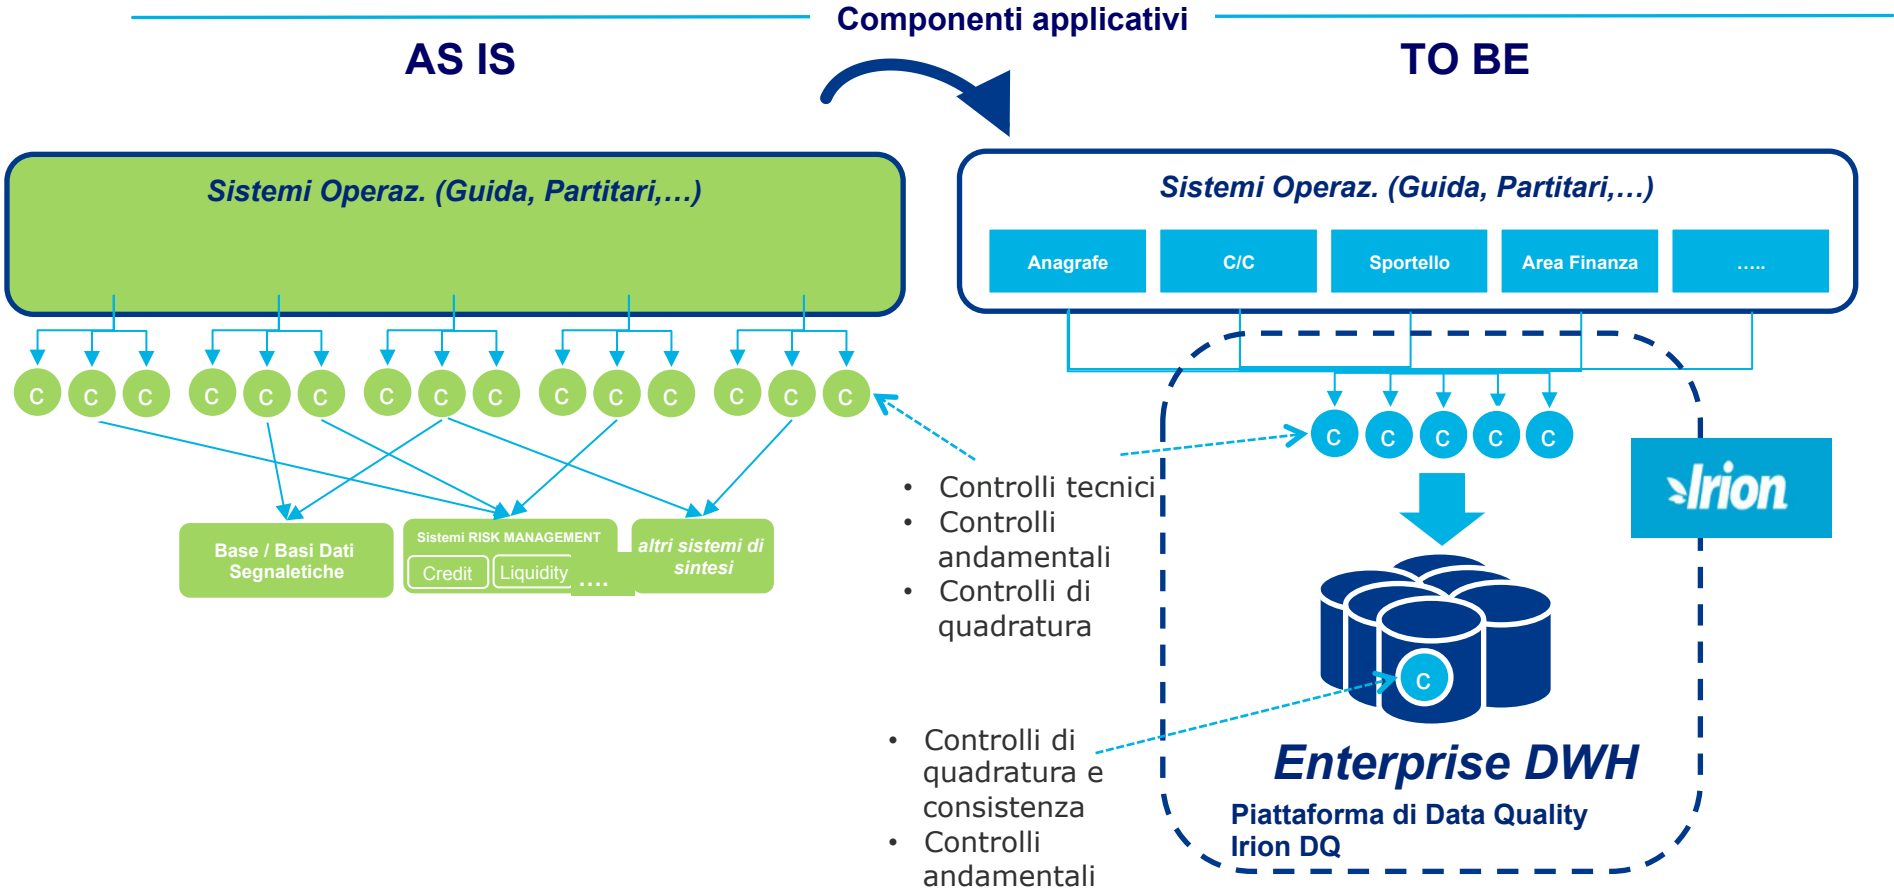 Componenti applicativi
AS IS
TO BE
Sistemi Operaz. (Guida, Partitari,…)
c c c c c c c c c c c c c c c
Base / Basi Dati
Segnaletiche
Sistemi RISK MANAGEMENT
Credit
Liquidity
….
altri sistemi di
sintesi
Sistemi Operaz. (Guida, Partitari,…)
Anagrafe
C/C
Sportello
Area Finanza
…..
c c c c c
• Controlli tecnici
• Controlli
andamentali
• Controlli di
quadratura
Irion
c
• Controlli di
quadratura e
consistenza
• Controlli
andamentali
Enterprise DWH
Piattaforma di Data Quality
Irion DQ